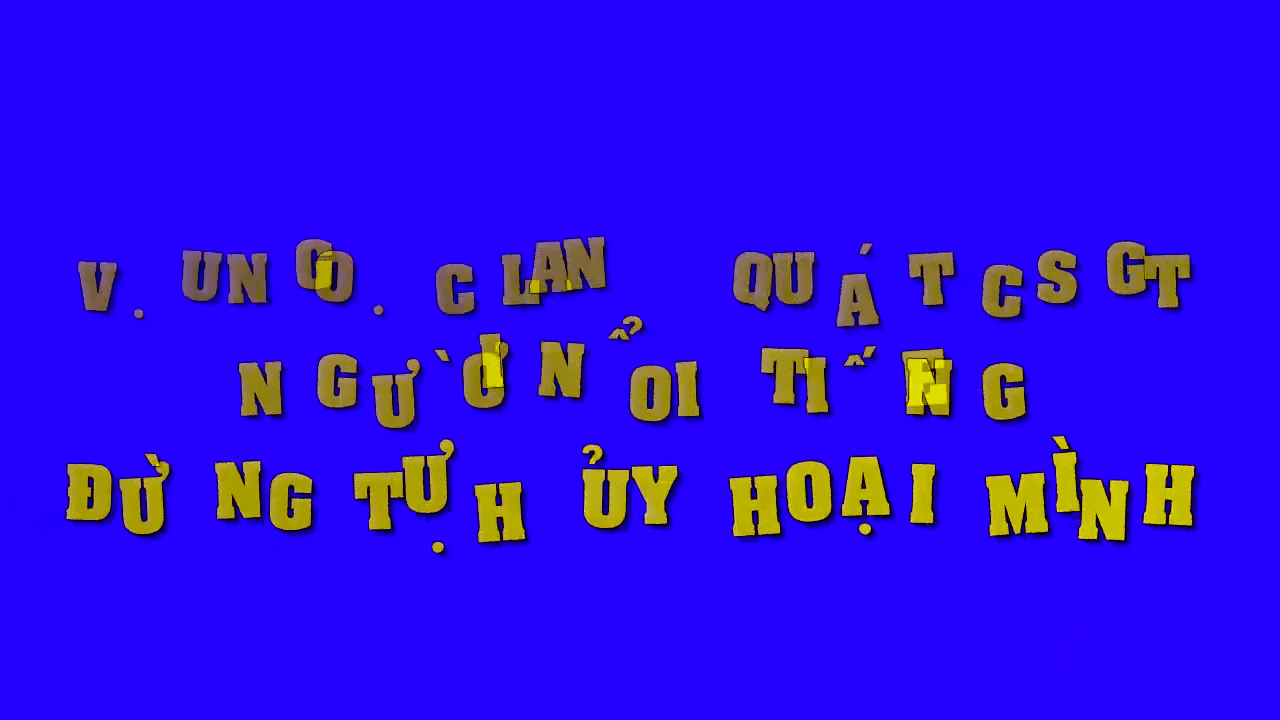 VỤ NGỌC LAN QUÁT CSGT
NGƯỜI NỔI TIẾNG
ĐỪNG TỰ HỦY HOẠI MÌNH